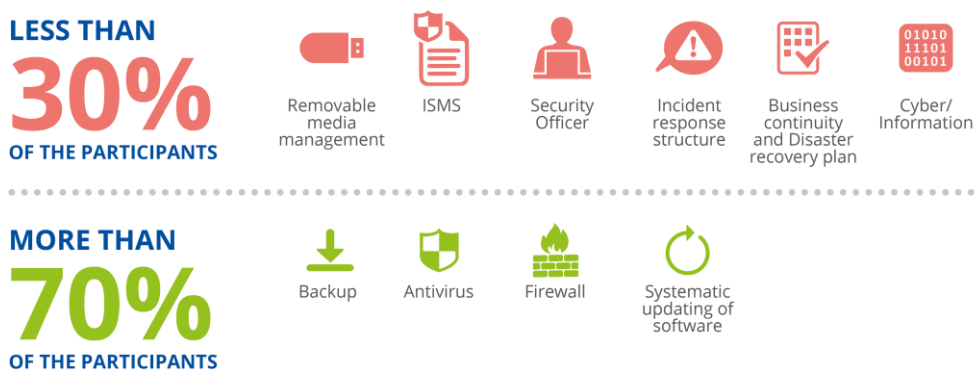 LESS THAN
30%
OF THE PARTICIPANTS
Removable
media
management
ISMS
Security
Officer
Incident
response
structure
Business
continuity
and Disaster
recovery plan
01010
11101
00101
Cyber/
Information
MORE THAN
70%
OF THE PARTICIPANTS
Backup
Antivirus
Firewall
Systematic
updating of
software